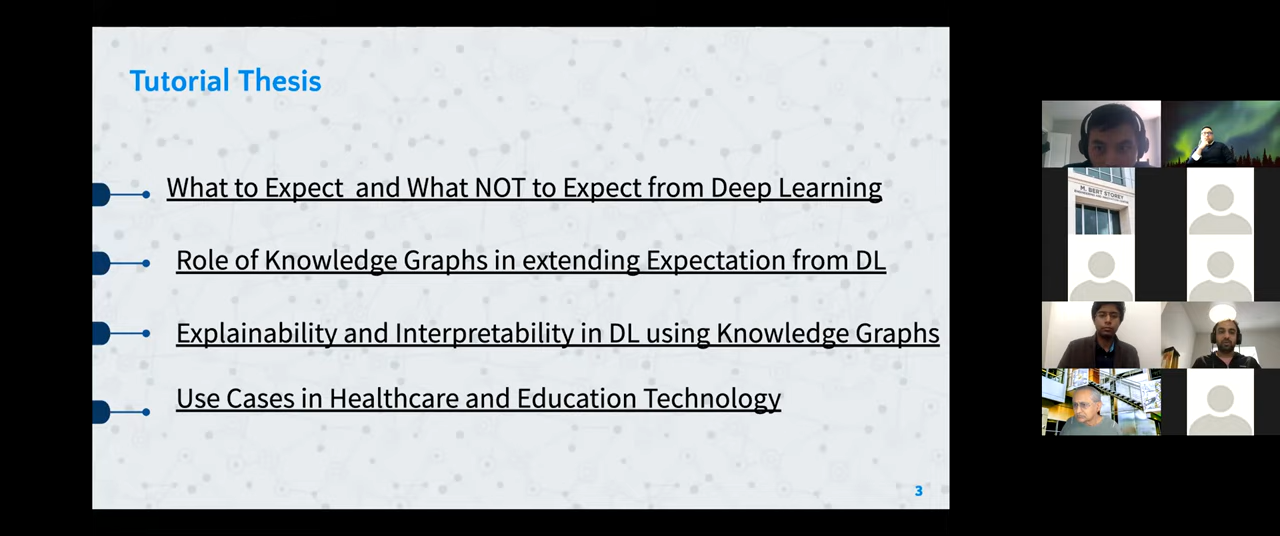 Tutorial Thesis
What to Expect and What NOT to Expect from Deep Learning
Role of Knowledge Graphs in extending Expectation from DL
Explainability and Interpretability in DL using Knowledge Graphs
Use Cases in Healthcare and Education Technology
3
M. BERT STOREY